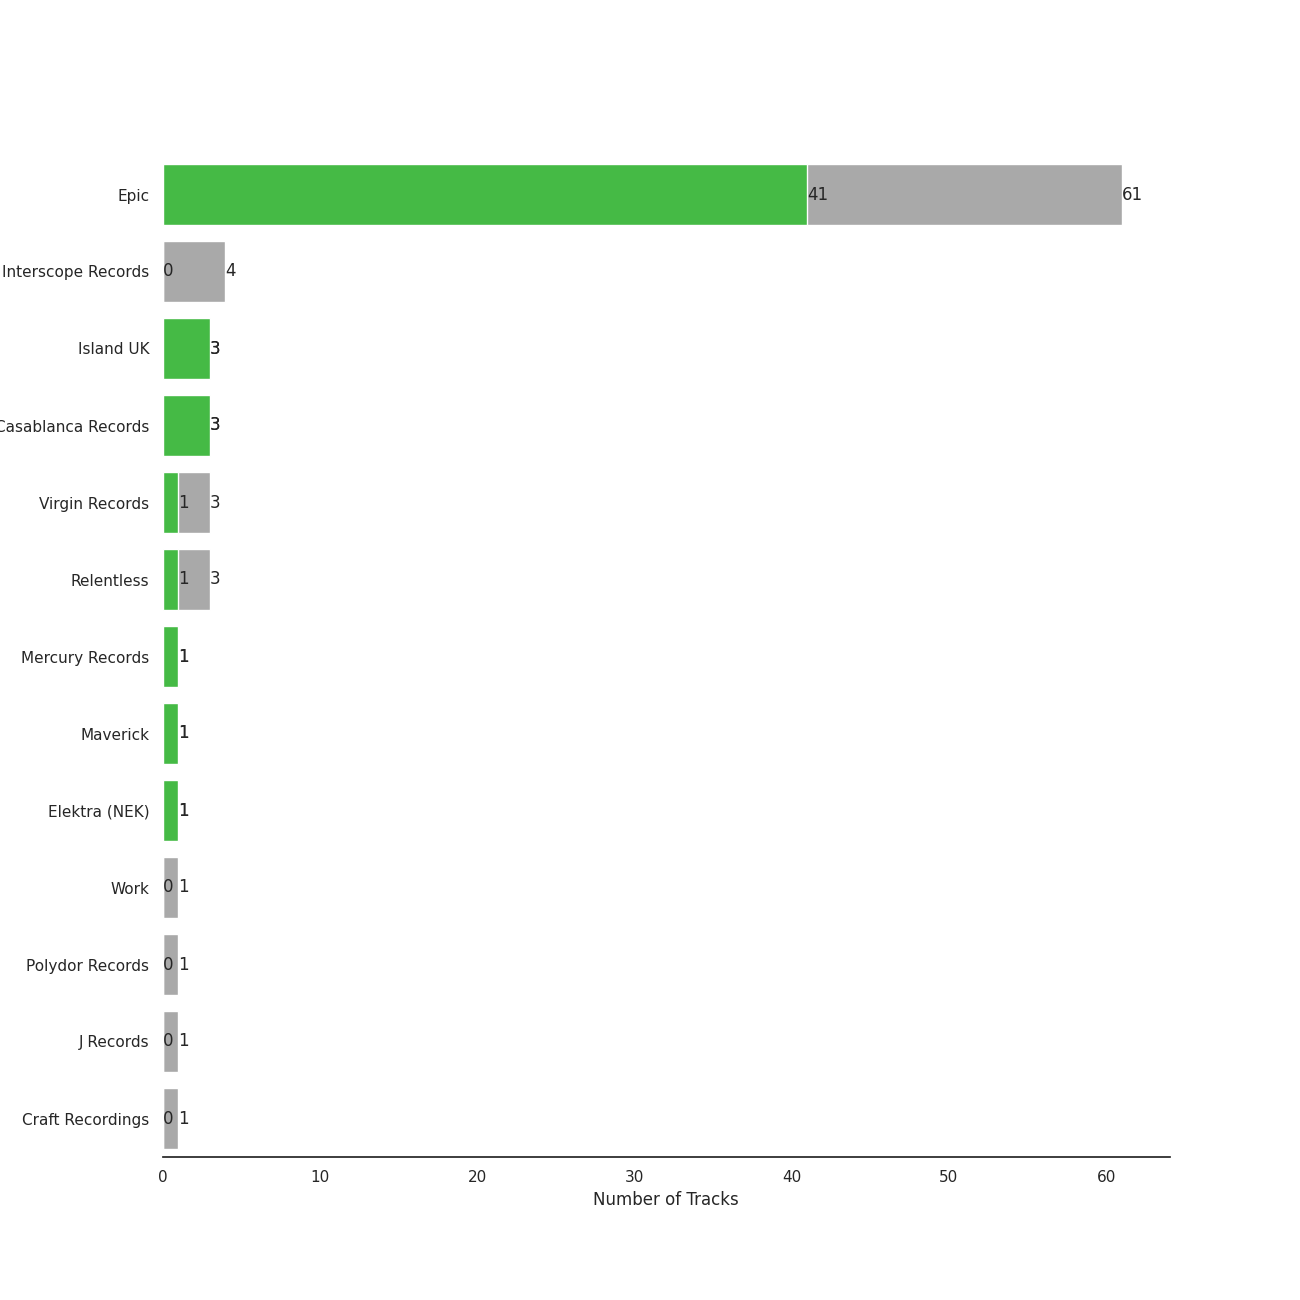 Epic 41 61
Interscope Records 0 4
Island UK 3
Casablanca Records 3
Virgin Records 1 3
Relentless 1 3
Mercury Records 1
Maverick 1
Elektra (NEK) 1
Work 0 1
Polydor Records 0 1
J Records 0 1
Craft Recordings 0 1
0 10 20 30 40 50 60
Number of Tracks